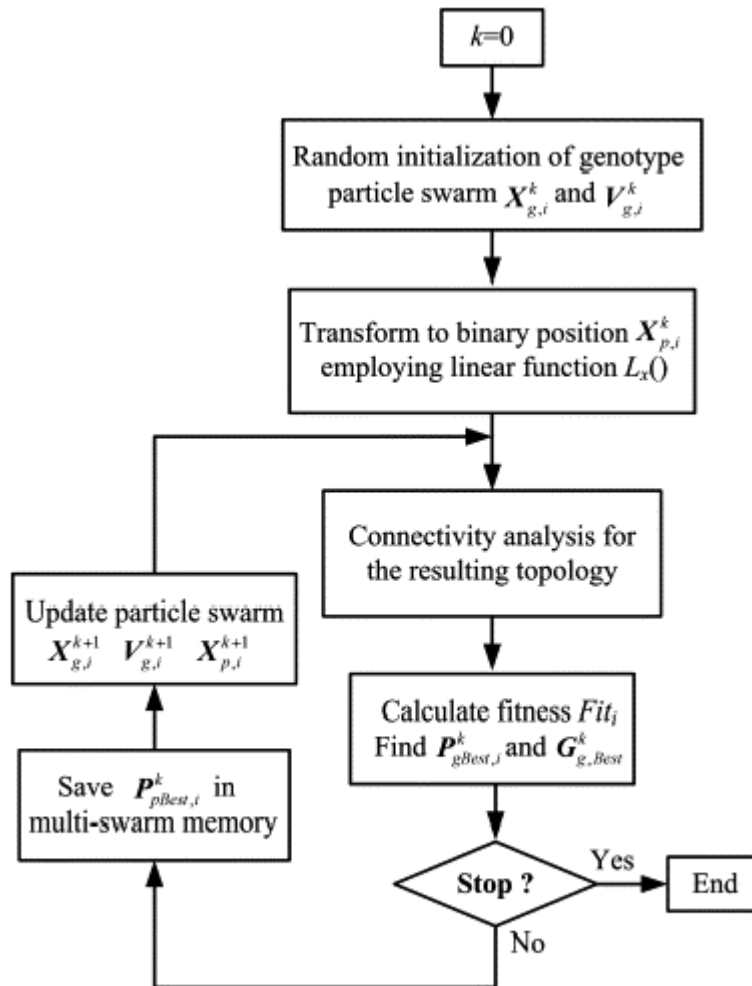 k=0
Random initialization of genotype
particle swarm X^k_{g,i} and V^k_{g,i}
Transform to binary position X^k_{p,i}
employing linear function L_x()
Connectivity analysis for
the resulting topology
Update particle swarm
X^{k+1}_{g,i} V^{k+1}_{g,i} X^{k+1}_{p,i}
Calculate fitness Fit_i
Find P^k_{gBest,i} and G^k_{g,Best}
Save P^k_{pBest,i} in
multi-swarm memory
Stop ?
Yes
End
No